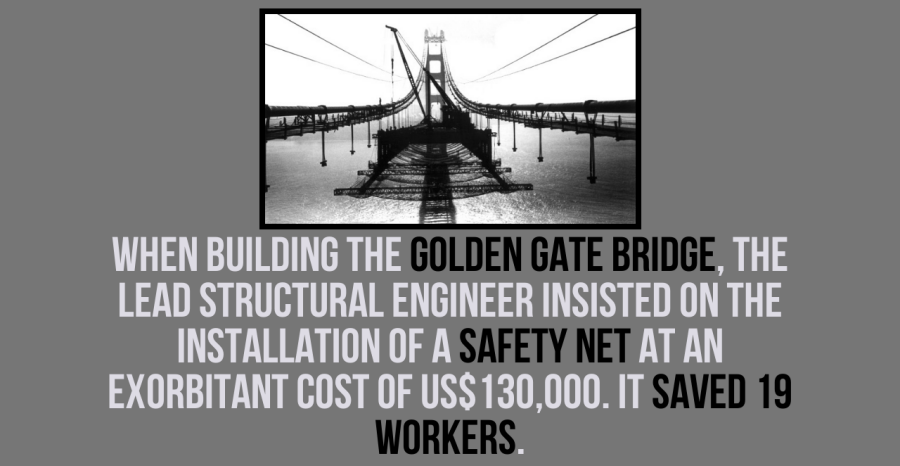 WHEN BUILDING THE GOLDEN GATE BRIDGE, THE
LEAD STRUCTURAL ENGINEER INSISTED ON THE
INSTALLATION OF A SAFETY NET AT AN
EXORBITANT COST OF US$130,000. IT SAVED 19
WORKERS.